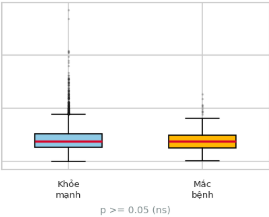 Khỏe Mắc
mạnh bệnh
p >= 0.05 (ns)